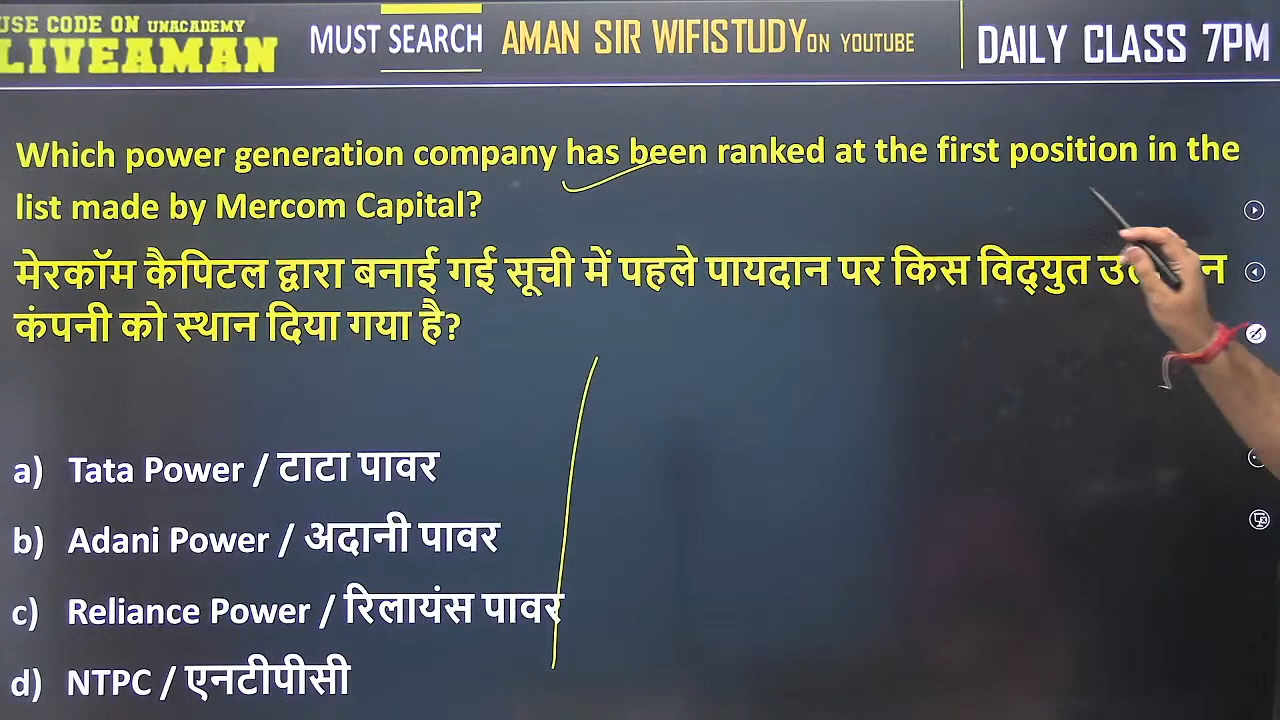 USE CODE ON UNACADEMY
LIVEAMAN
MUST SEARCH
AMAN SIR WIFISTUDY ON YOUTUBE
DAILY CLASS 7PM
Which power generation company has been ranked at the first position in the
list made by Mercom Capital?
मेरकॉम कैपिटल द्वारा बनाई गई सूची में पहले पायदान पर किस विद्युत
कंपनी को स्थान दिया गया है?
a) Tata Power / टाटा पावर
b) Adani Power / अदानी पावर
c) Reliance Power / रिलायंस पावर
d) NTPC / एनटीपीसी